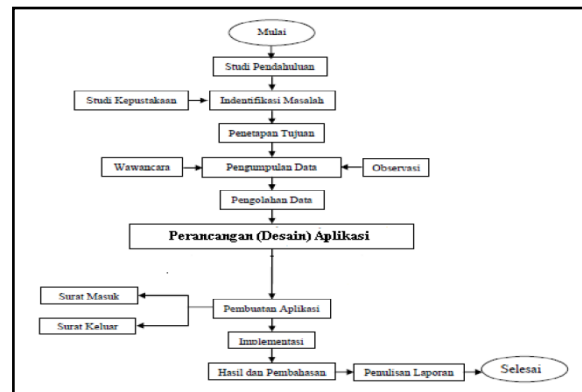 Mulai
Studi Pendahuluan
Studi Kepustakaan
Indentifikasi Masalah
Penetapan Tujuan
Wawancara
Pengumpulan Data
Observasi
Pengolahan Data
Perancangan (Desain) Aplikasi
Surat Masuk
Pembuatan Aplikasi
Surat Keluar
Implementasi
Hasil dan Pembahasan
Penulisan Laporan
Selesai